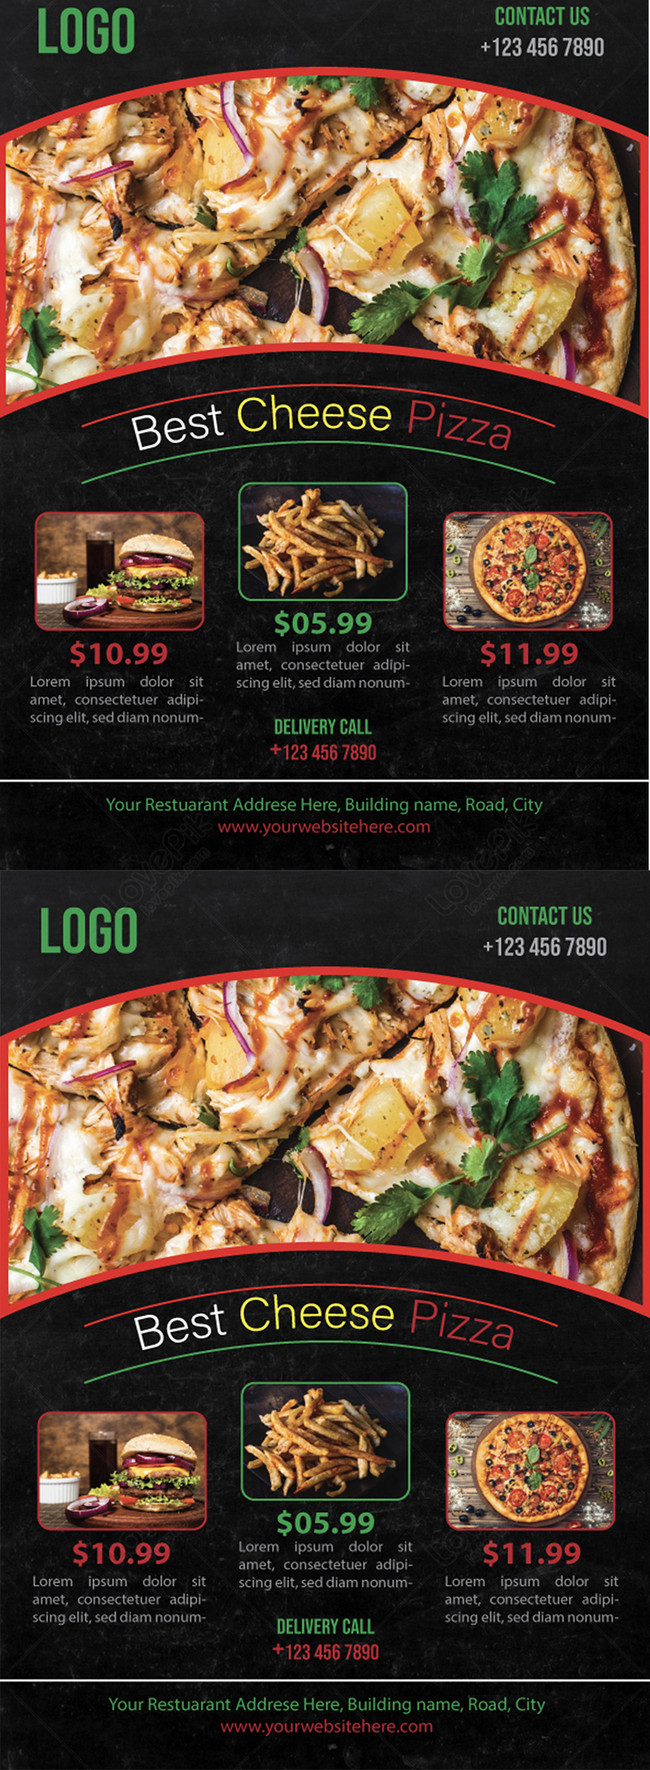 LOGO
CONTACT US
+123 456 7890
Best Cheese Pizza
$10.99
Lorem ipsum dolor sit
amet, consectetuer adipi-
scing elit, sed diam nonum-
$05.99
Lorem ipsum dolor sit
amet, consectetuer adipi-
scing elit, sed diam nonum-
$11.99
Lorem ipsum dolor sit
amet, consectetuer adipi-
scing elit, sed diam nonum-
DELIVERY CALL
+123 456 7890
Your Restuarant Addrese Here, Building name, Road, City
www.yourwebsitehere.com
LOGO
CONTACT US
+123 456 7890
Best Cheese Pizza
$10.99
Lorem ipsum dolor sit
amet, consectetuer adipi-
scing elit, sed diam nonum-
$05.99
Lorem ipsum dolor sit
amet, consectetuer adipi-
scing elit, sed diam nonum-
$11.99
Lorem ipsum dolor sit
amet, consectetuer adipi-
scing elit, sed diam nonum-
DELIVERY CALL
+123 456 7890
Your Restuarant Addrese Here, Building name, Road, City
www.yourwebsitehere.com